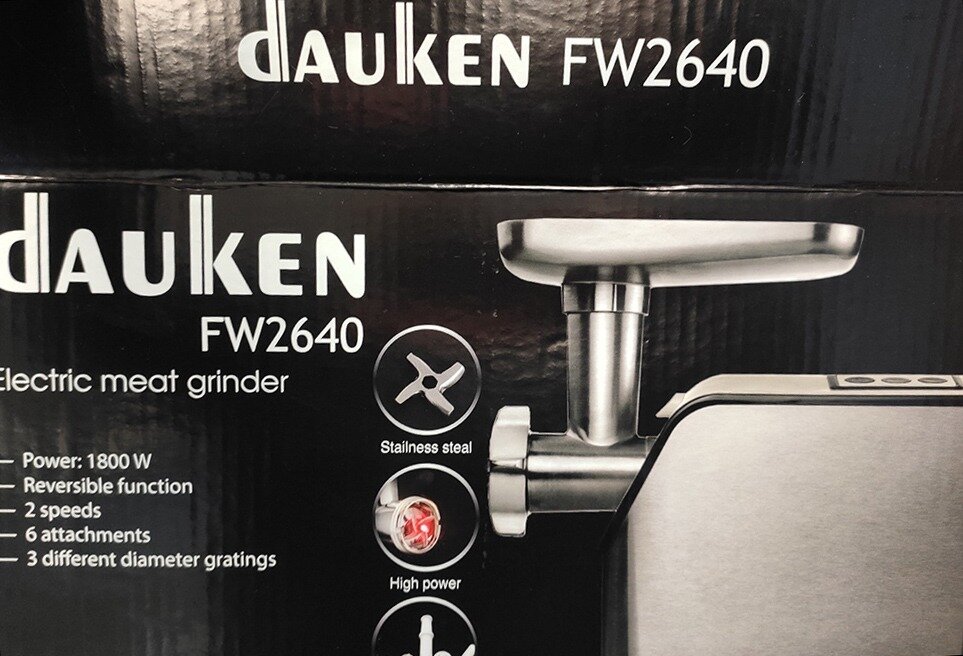 dAUKEN FW2640
dAUKEN
FW2640
Electric meat grinder
— Power: 1800 W
— Reversible function
— 2 speeds
— 6 attachments
— 3 different diameter gratings
Stailness steal
High power